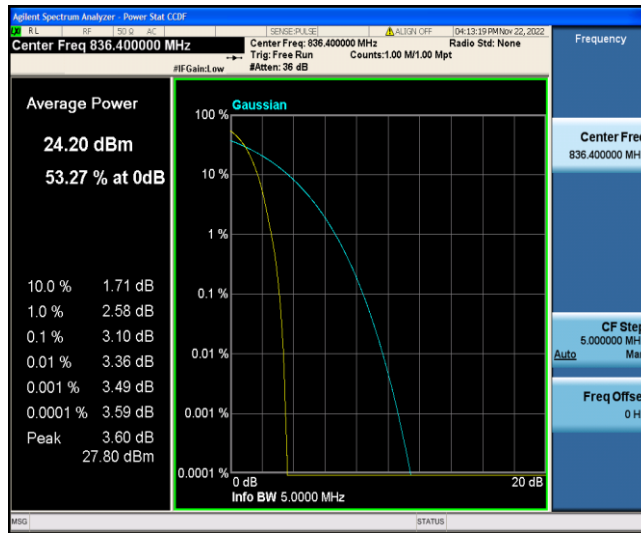 Agilent Spectrum Analyzer - Power Stat CCDF
RL RF 50 Ω AC SENSE:PULSE ALIGN OFF 04:13:19 PM Nov 22, 2022
Center Freq 836.400000 MHz
Center Freq: 836.400000 MHz Radio Std: None
Trig: Free Run Counts:1.00 M/1.00 Mpt
#IFGain:Low #Atten: 36 dB
Frequency
Average Power
24.20 dBm
53.27 % at 0dB
10.0 % 1.71 dB
1.0 % 2.58 dB
0.1 % 3.10 dB
0.01 % 3.36 dB
0.001 % 3.49 dB
0.0001 % 3.59 dB
Peak 3.60 dB
27.80 dBm
Gaussian
100 %
10 %
1 %
0.1 %
0.01 %
0.001 %
0.0001 %
0 dB 20 dB
Info BW 5.0000 MHz
Center Fre
836.400000 MH
CF Step
5.000000 MH
Auto Ma
Freq Offse
0 H
MSG STATUS